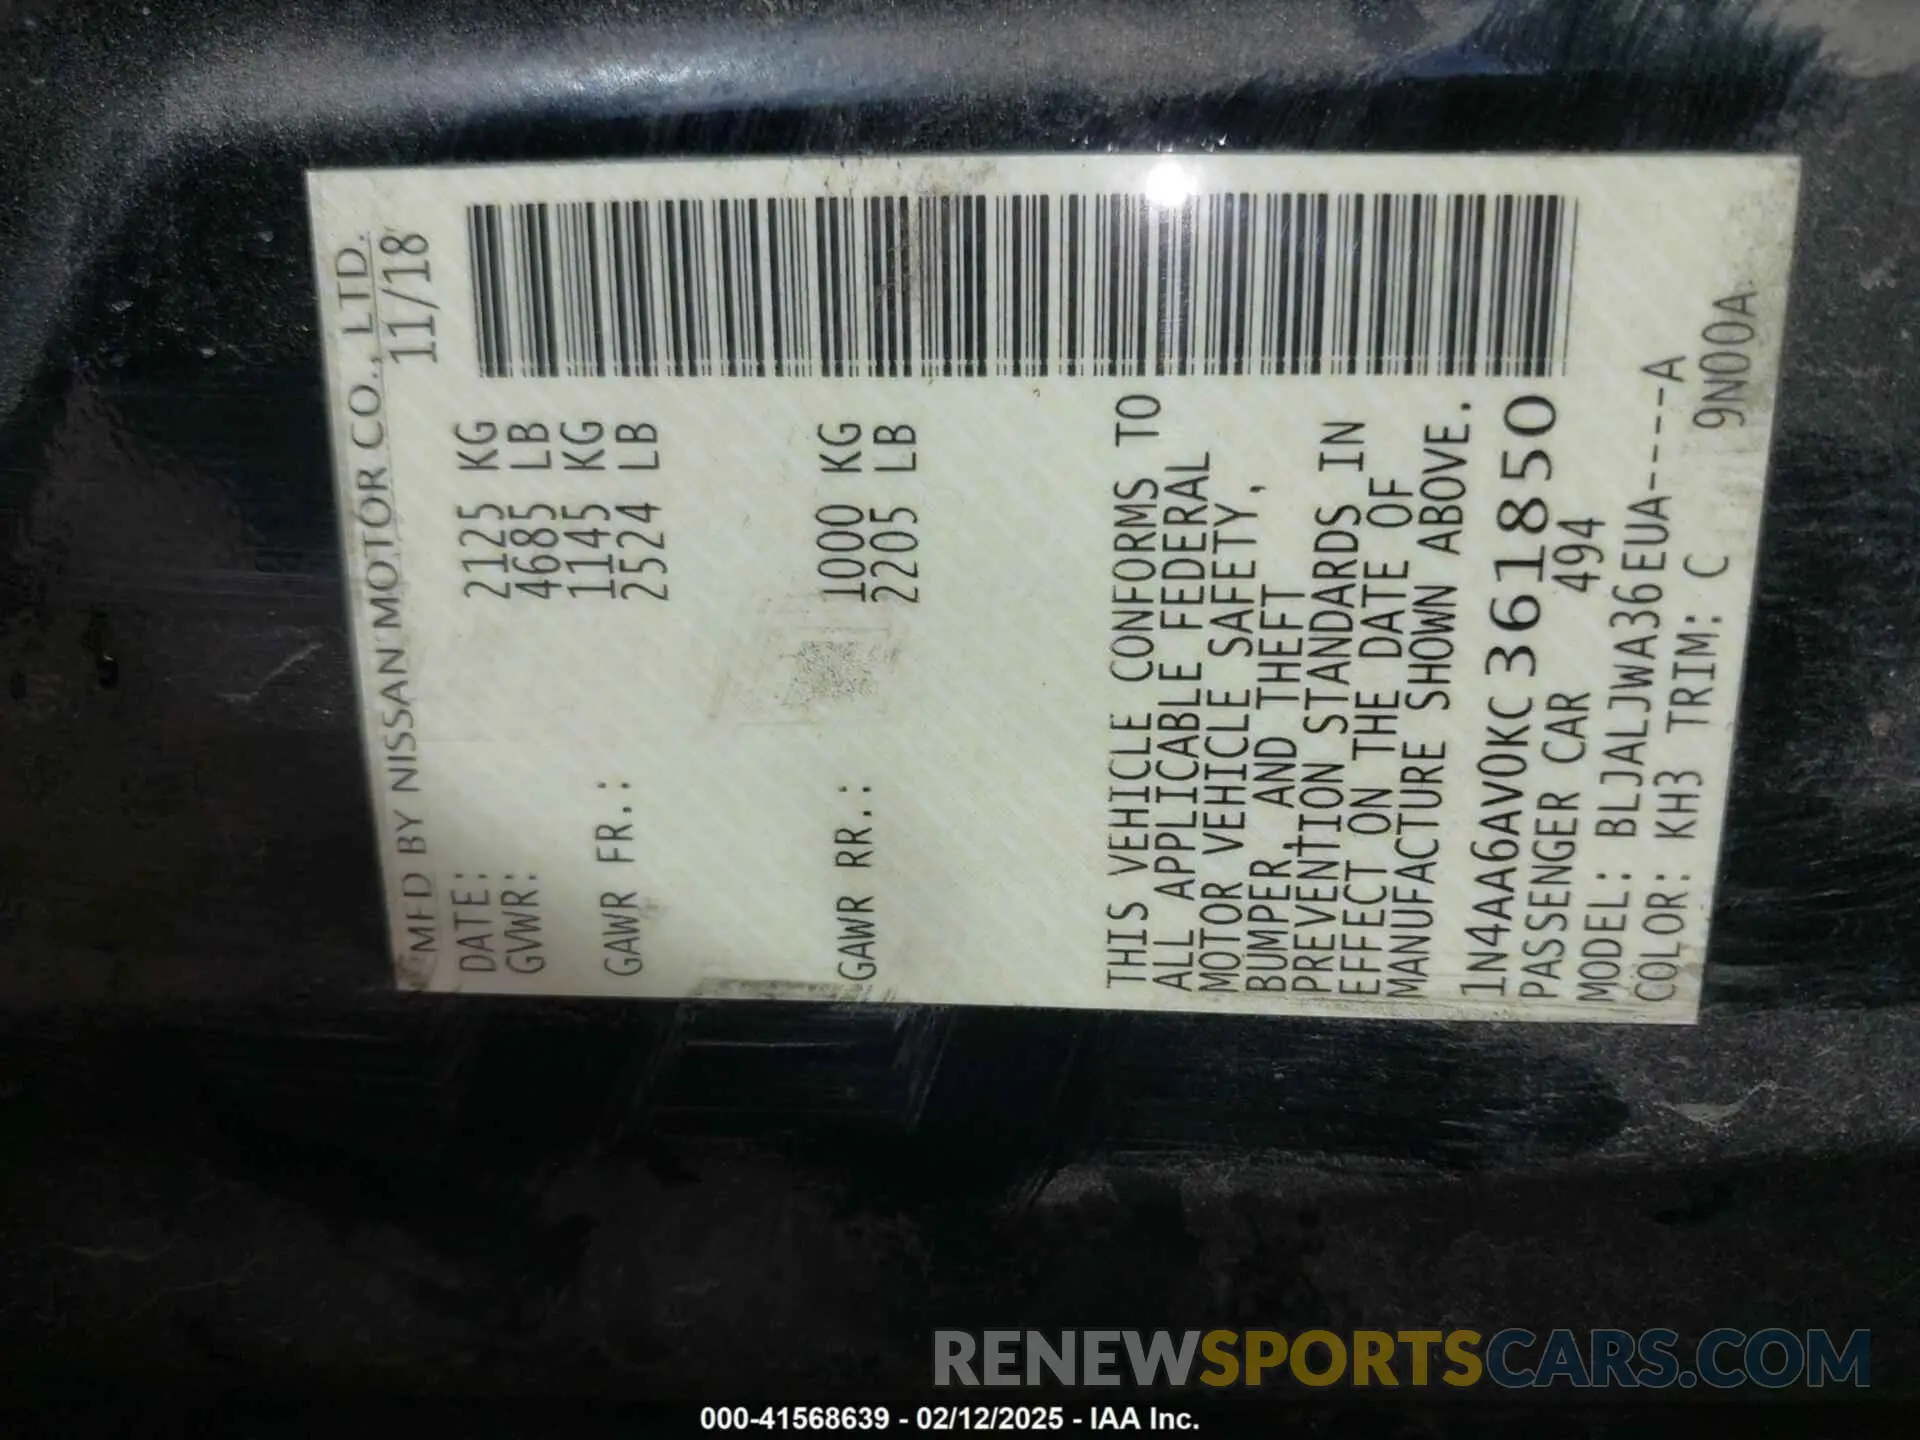 MFD BY NISSAN MOTOR CO., LTD.
DATE: 11/18
GVWR: 2125 KG
4685 LB
GAWR FR.: 1145 KG
2524 LB
GAWR RR.: 1000 KG
2205 LB
THIS VEHICLE CONFORMS TO
ALL APPLICABLE FEDERAL
MOTOR VEHICLE SAFETY,
BUMPER, AND THEFT
PREVENTION STANDARDS IN
EFFECT ON THE DATE OF
MANUFACTURE SHOWN ABOVE.
1N4AA6AV0KC361850
PASSENGER CAR 494
MODEL: BLJALJWA36EUA----A
COLOR: KH3 TRIM: C 9N00A
RENEWSPORTSCARS.COM
000-41568639 - 02/12/2025 - IAA Inc.